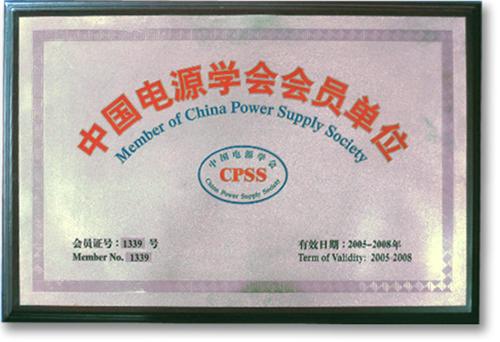 中国电源学会会员单位
Member of China Power Supply Society
中国电源学会
CPSS
China Power Supply Society
会员证号：1339 号
Member No. 1339
有效日期：2005-2008年
Term of Validity: 2005-2008